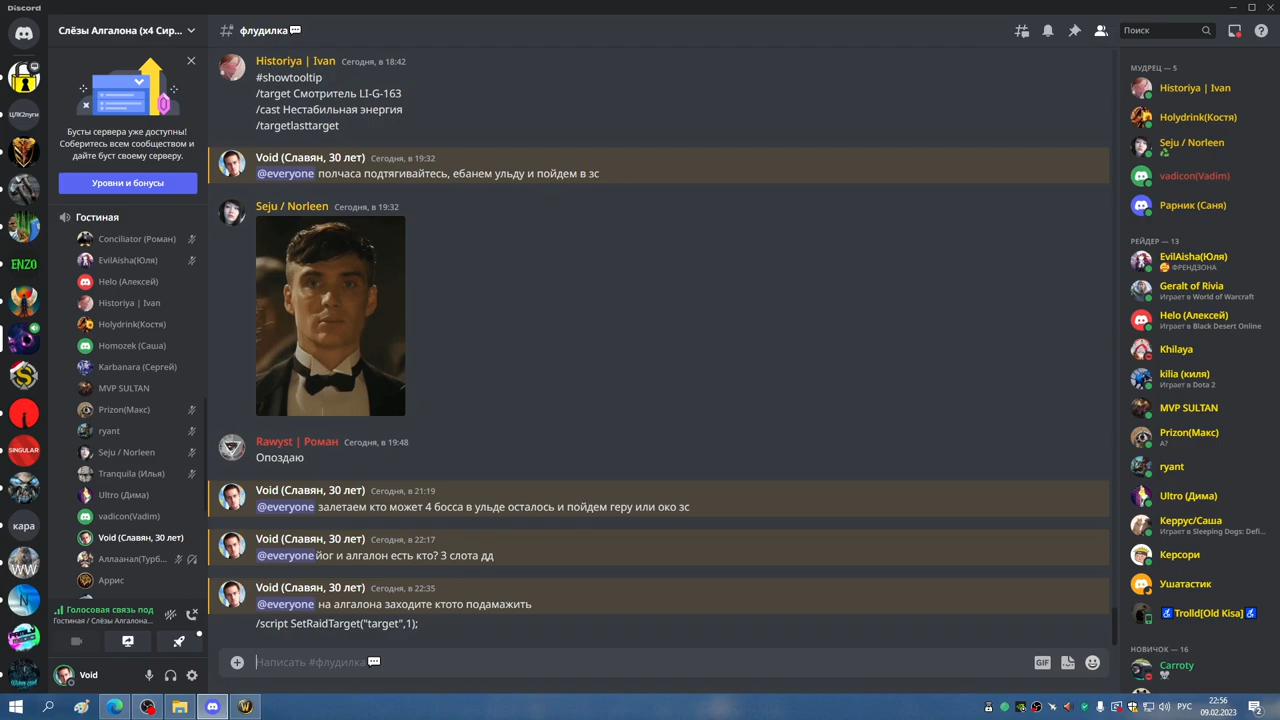 Discord
Слёзы Алгалона (x4 Сир...
Бусты сервера уже доступны!
Соберитесь всем сообществом и
дайте буст своему серверу.
Уровни и бонусы
Гостиная
Conciliator (Роман)
EvilAisha(Юля)
Helo (Алексей)
Historiya | Ivan
Holydrink(Костя)
Homozek (Саша)
Karbanara (Сергей)
MVP SULTAN
Prizon(Макс)
ryant
Seju / Norleen
Tranquila (Илья)
Ultro (Дима)
vadicon(Vadim)
Void (Славян, 30 лет)
Аллаанал(Турб...
Аррис
Голосовая связь под
Гостиная / Слёзы Алгалона...
Void
ЦЛК2пуги
ENZO
SINGULAR
кара
WW
флудилка
Поиск
Historiya | Ivan Сегодня, в 18:42
#showtooltip
/target Смотритель LI-G-163
/cast Нестабильная энергия
/targetlasttarget
Void (Славян, 30 лет) Сегодня, в 19:32
@everyone полчаса подтягивайтесь, ебанем ульду и пойдем в зс
Seju / Norleen Сегодня, в 19:32
Rawyst | Роман Сегодня, в 19:48
Опоздаю
Void (Славян, 30 лет) Сегодня, в 21:19
@everyone залетаем кто может 4 босса в ульде осталось и пойдем геру или око зс
Void (Славян, 30 лет) Сегодня, в 22:17
@everyoneйог и алгалон есть кто? 3 слота дд
Void (Славян, 30 лет) Сегодня, в 22:35
@everyone на алгалона заходите ктото подамажить
/script SetRaidTarget("target",1);
Написать #флудилка
GIF
МУДРЕЦ — 5
Historiya | Ivan
Holydrink(Костя)
Seju / Norleen
vadicon(Vadim)
Рарник (Саня)
РЕЙДЕР — 13
EvilAisha(Юля)
ФРЕНДЗОНА
Geralt of Rivia
Играет в World of Warcraft
Helo (Алексей)
Играет в Black Desert Online
Khilaya
kilia (киля)
Играет в Dota 2
MVP SULTAN
Prizon(Макс)
А?
ryant
Ultro (Дима)
Керрус/Саша
Играет в Sleeping Dogs: Defi...
Керсори
Ушатастик
Trolld[Old Kisa]
НОВИЧОК — 16
Carroty
РУС
22:56
09.02.2023
2